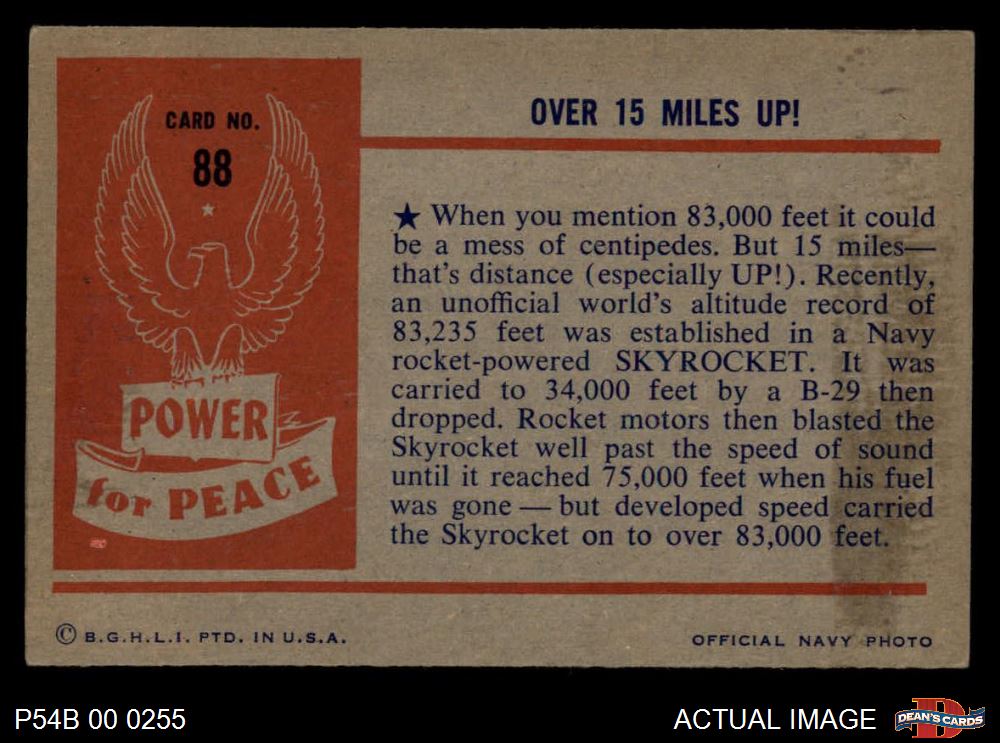 CARD NO.
88
POWER
for PEACE
OVER 15 MILES UP!
★ When you mention 83,000 feet it could
be a mess of centipedes. But 15 miles—
that's distance (especially UP!). Recently,
an unofficial world's altitude record of
83,235 feet was established in a Navy
rocket-powered SKYROCKET. It was
carried to 34,000 feet by a B-29 then
dropped. Rocket motors then blasted the
Skyrocket well past the speed of sound
until it reached 75,000 feet when his fuel
was gone — but developed speed carried
the Skyrocket on to over 83,000 feet.
© B.G.H.L.I. PTD. IN U.S.A.
OFFICIAL NAVY PHOTO
P54B 00 0255
ACTUAL IMAGE
DEAN'S CARDS